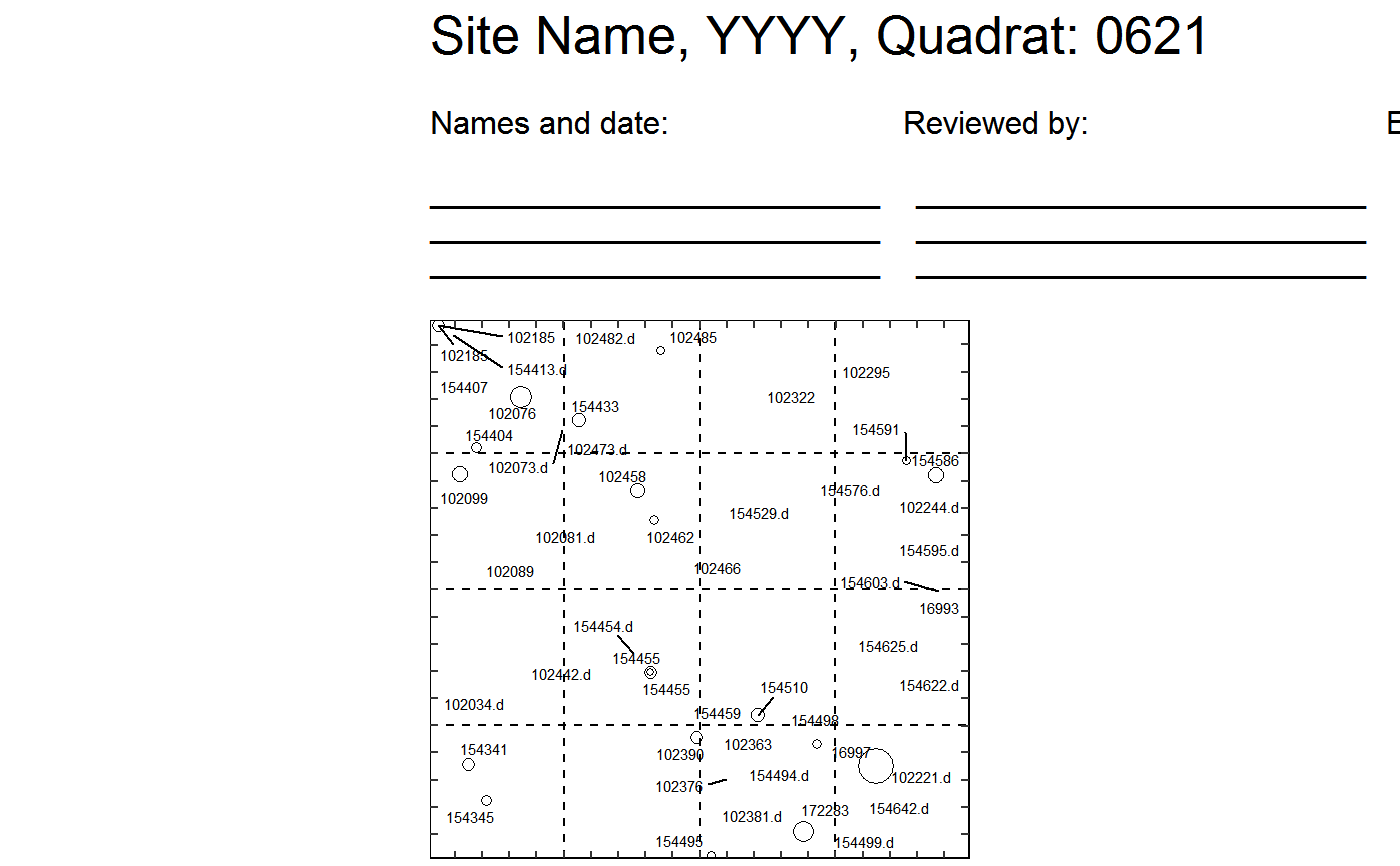 Site Name, YYYY, Quadrat: 0621
Names and date: Reviewed by: E
102185 102482.d 102485
102185
154413.d 102295
154407 102322
102076 154433
154404 154591
102473.d
102073.d 154586
102458
102099 154576.d
154529.d 102244.d
102081.d 102462
154595.d
102089 102466
154603.d
16993
154454.d
154455 154625.d
102442.d
154455 154510 154622.d
102034.d
154459 154498
154341 102390 102363 16997
102376 154494.d 102221.d
154345 102381.d 172283 154642.d
154495 154499.d